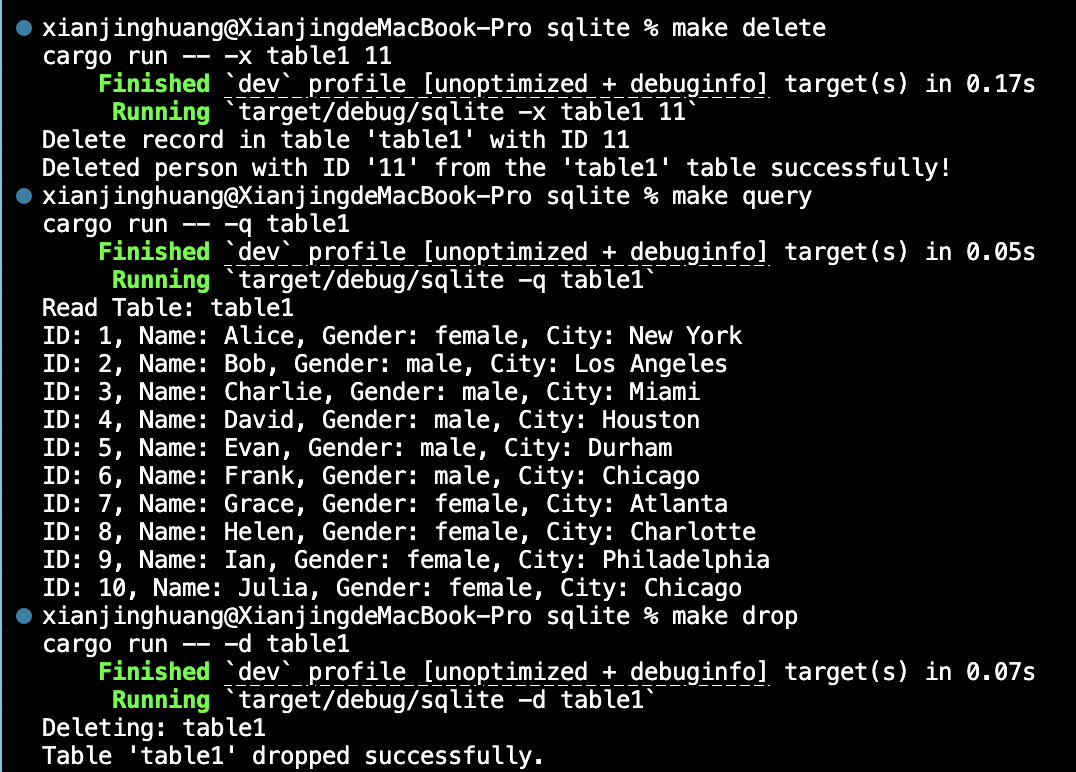 xianjinghuang@XianjingdeMacBook-Pro sqlite % make delete
cargo run -- -x table1 11
    Finished `dev` profile [unoptimized + debuginfo] target(s) in 0.17s
     Running `target/debug/sqlite -x table1 11`
Delete record in table 'table1' with ID 11
Deleted person with ID '11' from the 'table1' table successfully!
xianjinghuang@XianjingdeMacBook-Pro sqlite % make query
cargo run -- -q table1
    Finished `dev` profile [unoptimized + debuginfo] target(s) in 0.05s
     Running `target/debug/sqlite -q table1`
Read Table: table1
ID: 1, Name: Alice, Gender: female, City: New York
ID: 2, Name: Bob, Gender: male, City: Los Angeles
ID: 3, Name: Charlie, Gender: male, City: Miami
ID: 4, Name: David, Gender: male, City: Houston
ID: 5, Name: Evan, Gender: male, City: Durham
ID: 6, Name: Frank, Gender: male, City: Chicago
ID: 7, Name: Grace, Gender: female, City: Atlanta
ID: 8, Name: Helen, Gender: female, City: Charlotte
ID: 9, Name: Ian, Gender: female, City: Philadelphia
ID: 10, Name: Julia, Gender: female, City: Chicago
xianjinghuang@XianjingdeMacBook-Pro sqlite % make drop
cargo run -- -d table1
    Finished `dev` profile [unoptimized + debuginfo] target(s) in 0.07s
     Running `target/debug/sqlite -d table1`
Deleting: table1
Table 'table1' dropped successfully.